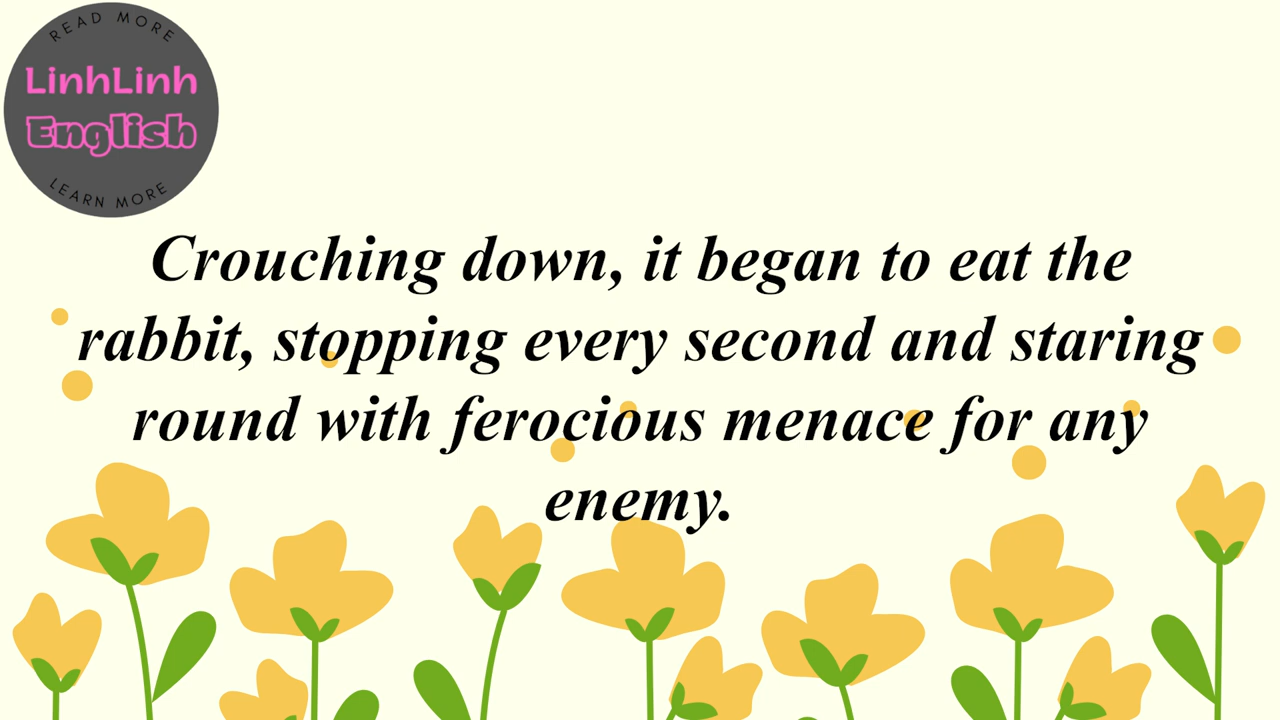 READ MORE
LinhLinh
English
LEARN MORE
Crouching down, it began to eat the
rabbit, stopping every second and staring
round with ferocious menace for any
enemy.